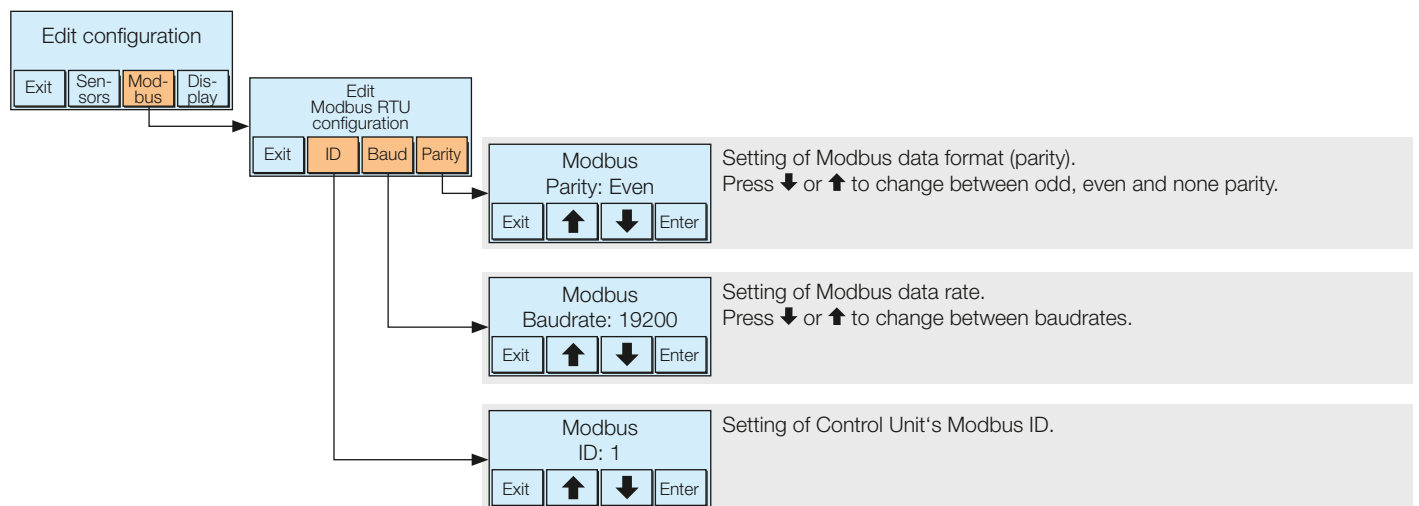 Edit configuration
Exit
Sen-
sors
Mod-
bus
Dis-
play
Edit
Modbus RTU
configuration
Exit
ID
Baud
Parity
Modbus
Parity: Even
Exit
Enter
Setting of Modbus data format (parity).
Press ⬇ or ⬆ to change between odd, even and none parity.
Modbus
Baudrate: 19200
Exit
Enter
Setting of Modbus data rate.
Press ⬇ or ⬆ to change between baudrates.
Modbus
ID: 1
Exit
Enter
Setting of Control Unit‘s Modbus ID.